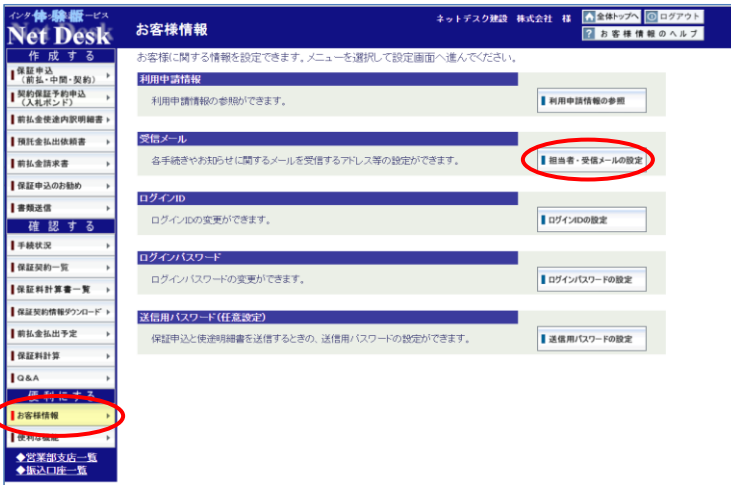 インタ体験版ービス
Net Desk
お客様情報
ネットデスク建設 株式会社 様
全体トップへ
ログアウト
? お客様情報のヘルプ
作成する
保証申込
（前払・中間・契約）
契約保証予約申込
（入札ボンド）
前払金使途内訳明細書
預託金払出依頼書
前払金請求書
保証申込のお勧め
書類送信
確認する
手続状況
保証契約一覧
保証料計算書一覧
保証契約情報ダウンロード
前払金払出予定
保証料計算
Q&A
便利にする
お客様情報
便利な機能
◆営業部支店一覧
◆振込口座一覧
お客様に関する情報を設定できます。メニューを選択して設定画面へ進んでください。
利用申請情報
利用申請情報の参照ができます。
利用申請情報の参照
受信メール
各手続きやお知らせに関するメールを受信するアドレス等の設定ができます。
担当者・受信メールの設定
ログインID
ログインIDの変更ができます。
ログインIDの設定
ログインパスワード
ログインパスワードの変更ができます。
ログインパスワードの設定
送信用パスワード(任意設定)
保証申込と使途明細書を送信するときの、送信用パスワードの設定ができます。
送信用パスワードの設定